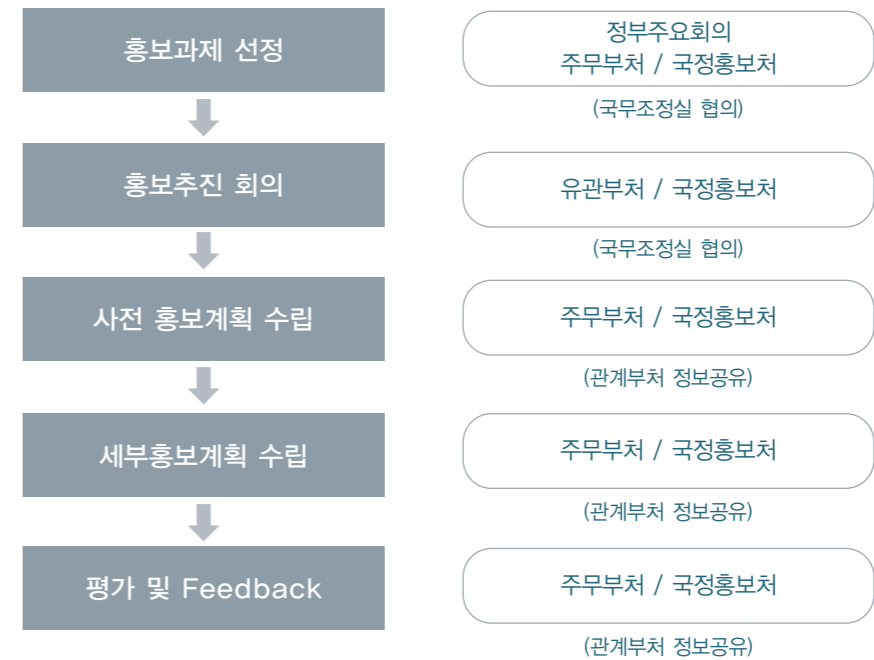 홍보과제 선정
정부주요회의
주무부처 / 국정홍보처
(국무조정실 협의)
홍보추진 회의
유관부처 / 국정홍보처
(국무조정실 협의)
사전 홍보계획 수립
주무부처 / 국정홍보처
(관계부처 정보공유)
세부홍보계획 수립
주무부처 / 국정홍보처
(관계부처 정보공유)
평가 및 Feedback
주무부처 / 국정홍보처
(관계부처 정보공유)